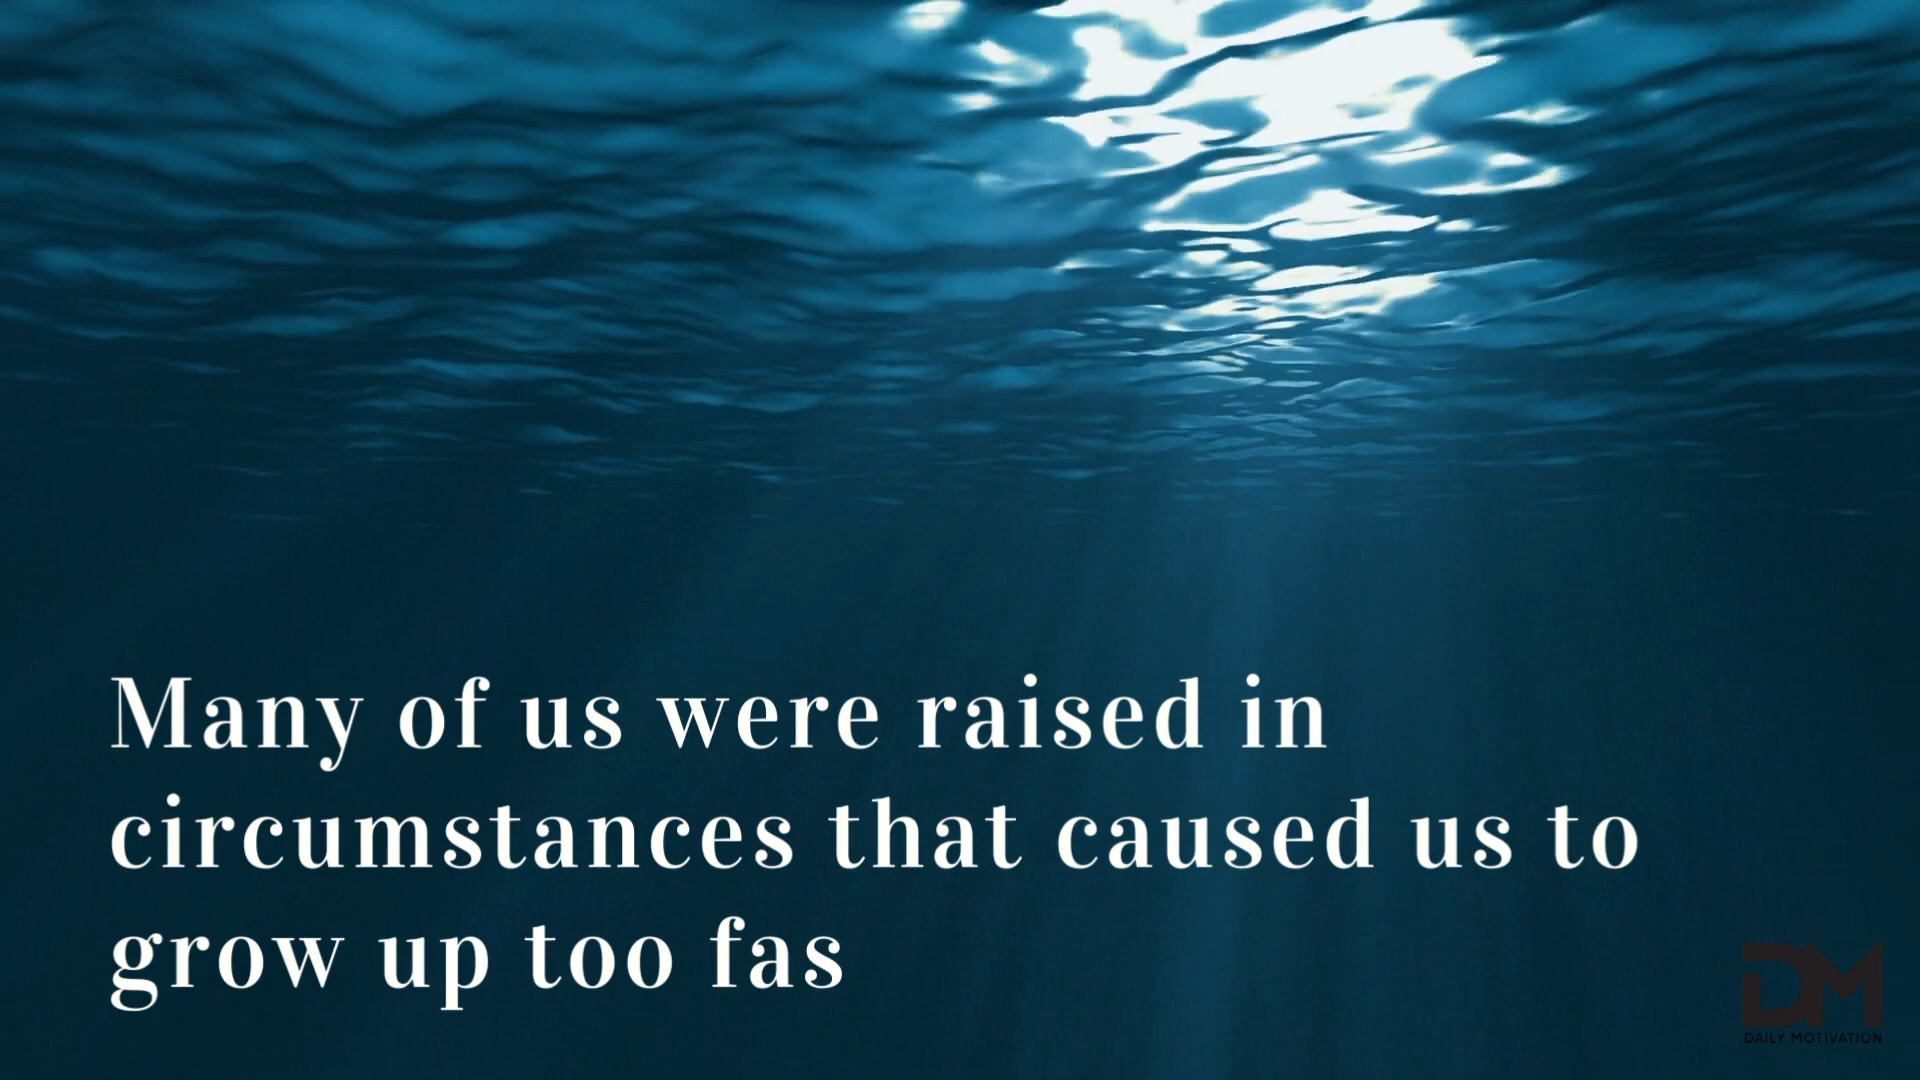 Many of us were raised in
circumstances that caused us to
grow up too fas
DM
DAILY MOTIVATION